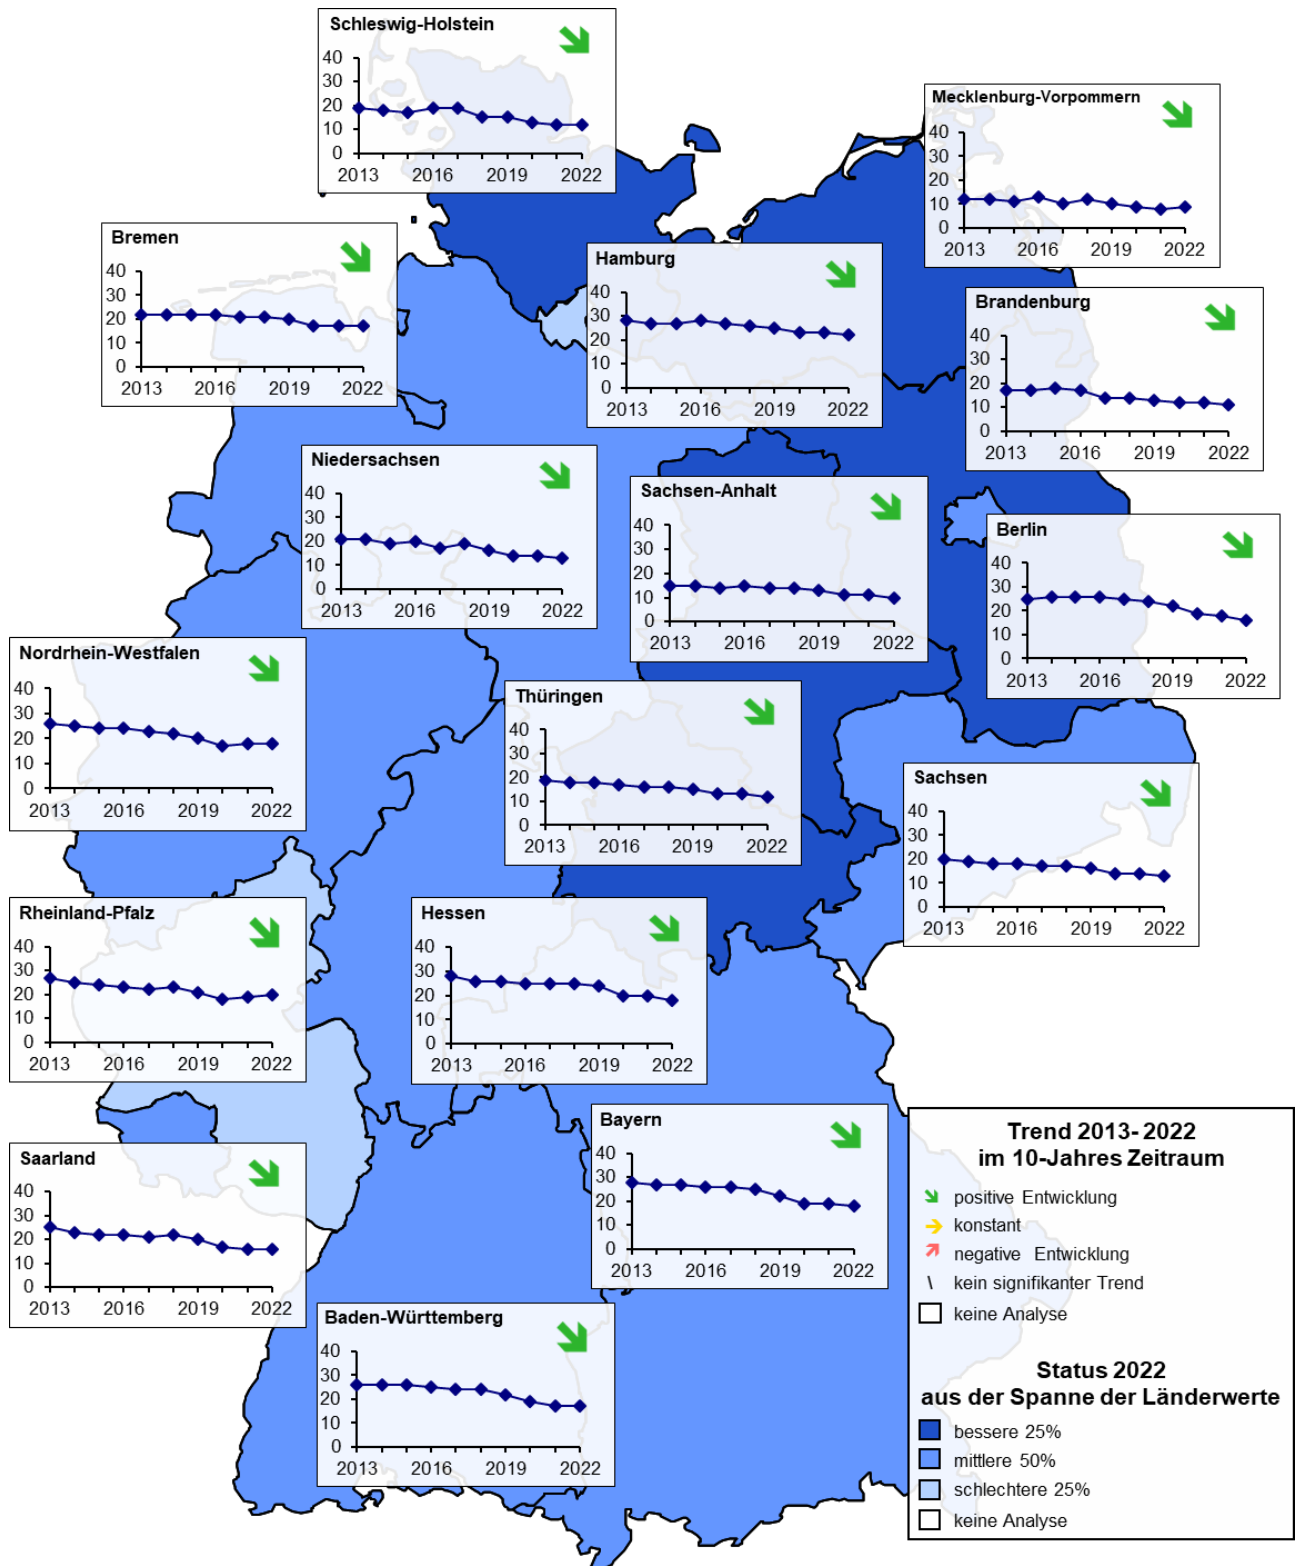 Schleswig-Holstein
40
30
20
10
0
2013 2016 2019 2022
Mecklenburg-Vorpommern
40
30
20
10
0
2013 2016 2019 2022
Bremen
40
30
20
10
0
2013 2016 2019 2022
Hamburg
40
30
20
10
0
2013 2016 2019 2022
Brandenburg
40
30
20
10
0
2013 2016 2019 2022
Niedersachsen
40
30
20
10
0
2013 2016 2019 2022
Sachsen-Anhalt
40
30
20
10
0
2013 2016 2019 2022
Berlin
40
30
20
10
0
2013 2016 2019 2022
Nordrhein-Westfalen
40
30
20
10
0
2013 2016 2019 2022
Thüringen
40
30
20
10
0
2013 2016 2019 2022
Sachsen
40
30
20
10
0
2013 2016 2019 2022
Rheinland-Pfalz
40
30
20
10
0
2013 2016 2019 2022
Hessen
40
30
20
10
0
2013 2016 2019 2022
Bayern
40
30
20
10
0
2013 2016 2019 2022
Saarland
40
30
20
10
0
2013 2016 2019 2022
Baden-Württemberg
40
30
20
10
0
2013 2016 2019 2022
Trend 2013- 2022
im 10-Jahres Zeitraum
positive Entwicklung
konstant
negative Entwicklung
\ kein signifikanter Trend
keine Analyse
Status 2022
aus der Spanne der Länderwerte
bessere 25%
mittlere 50%
schlechtere 25%
keine Analyse